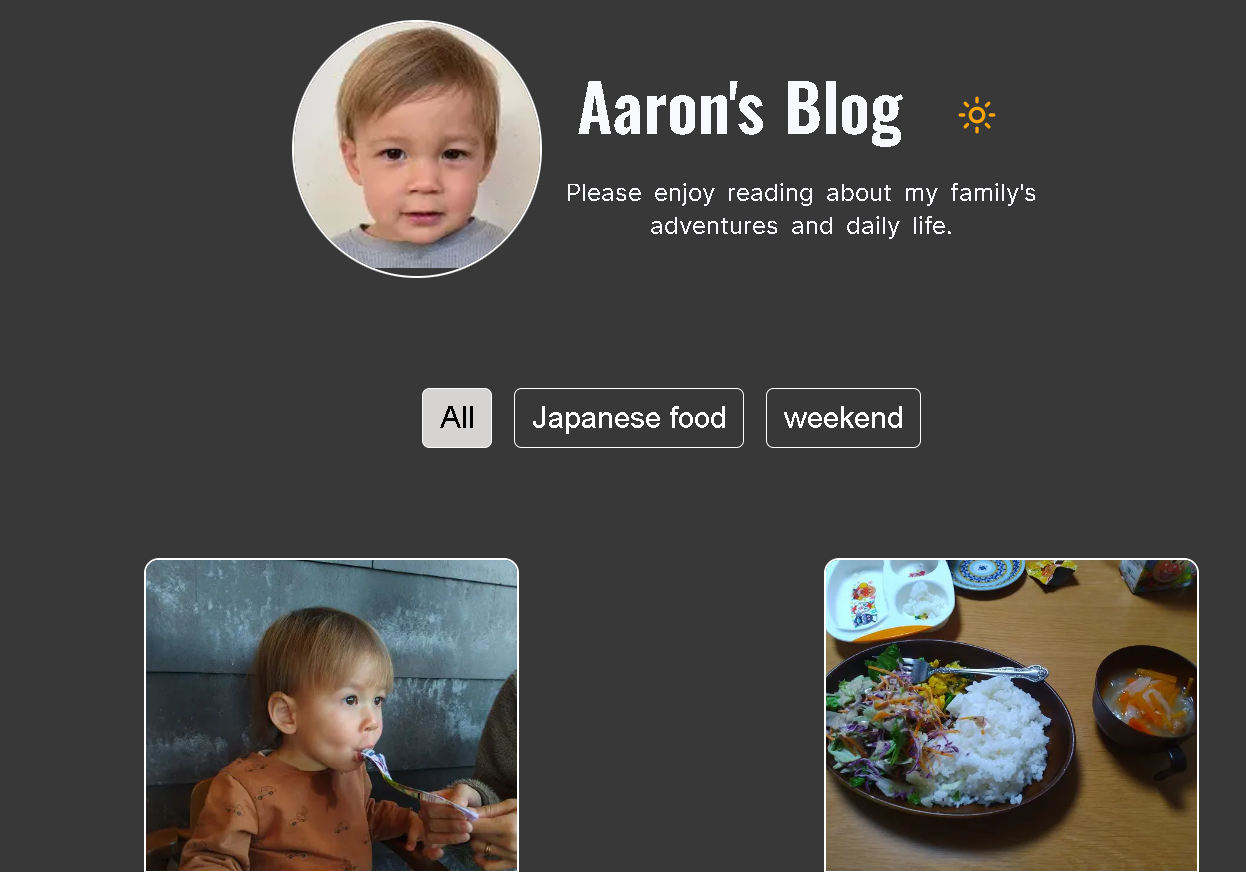 Aaron's Blog
Please enjoy reading about my family's
adventures and daily life.
All
Japanese food
weekend